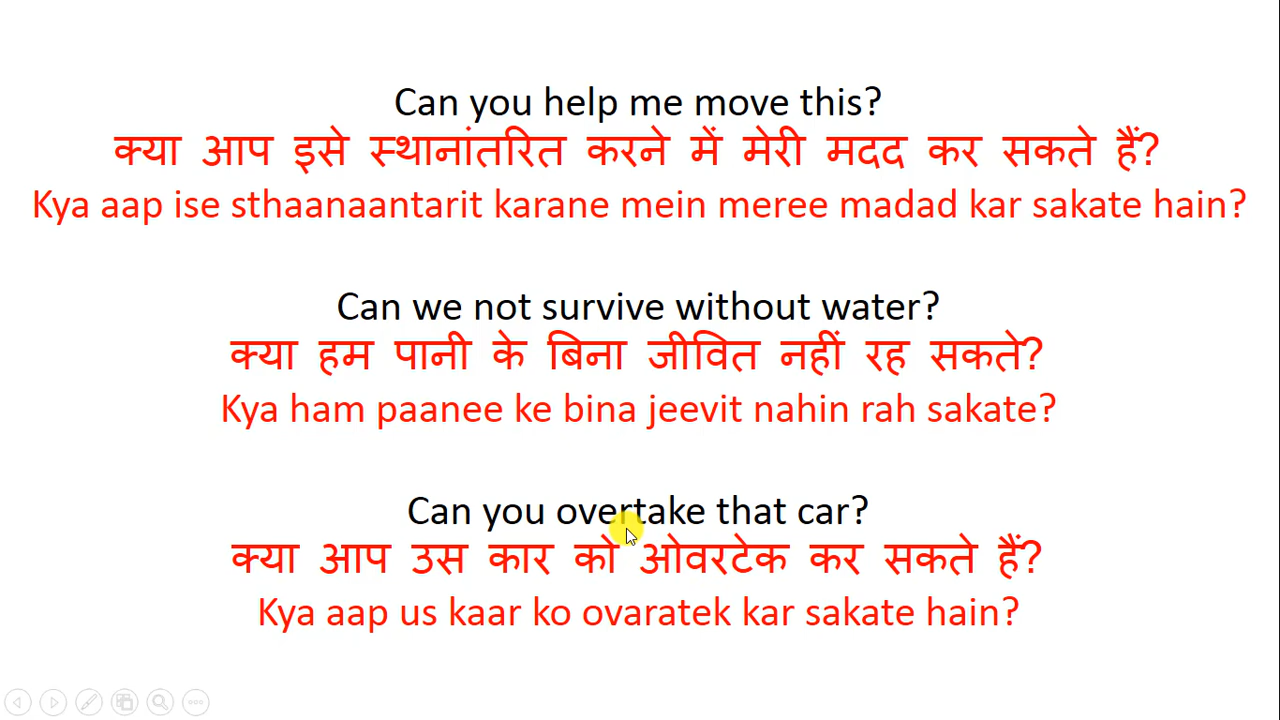 Can you help me move this?
क्या आप इसे स्थानांतरित करने में मेरी मदद कर सकते हैं?
Kya aap ise sthaanaantarit karane mein meree madad kar sakate hain?
Can we not survive without water?
क्या हम पानी के बिना जीवित नहीं रह सकते?
Kya ham paanee ke bina jeevit nahin rah sakate?
Can you overtake that car?
क्या आप उस कार को ओवरटेक कर सकते हैं?
Kya aap us kaar ko ovaratek kar sakate hain?